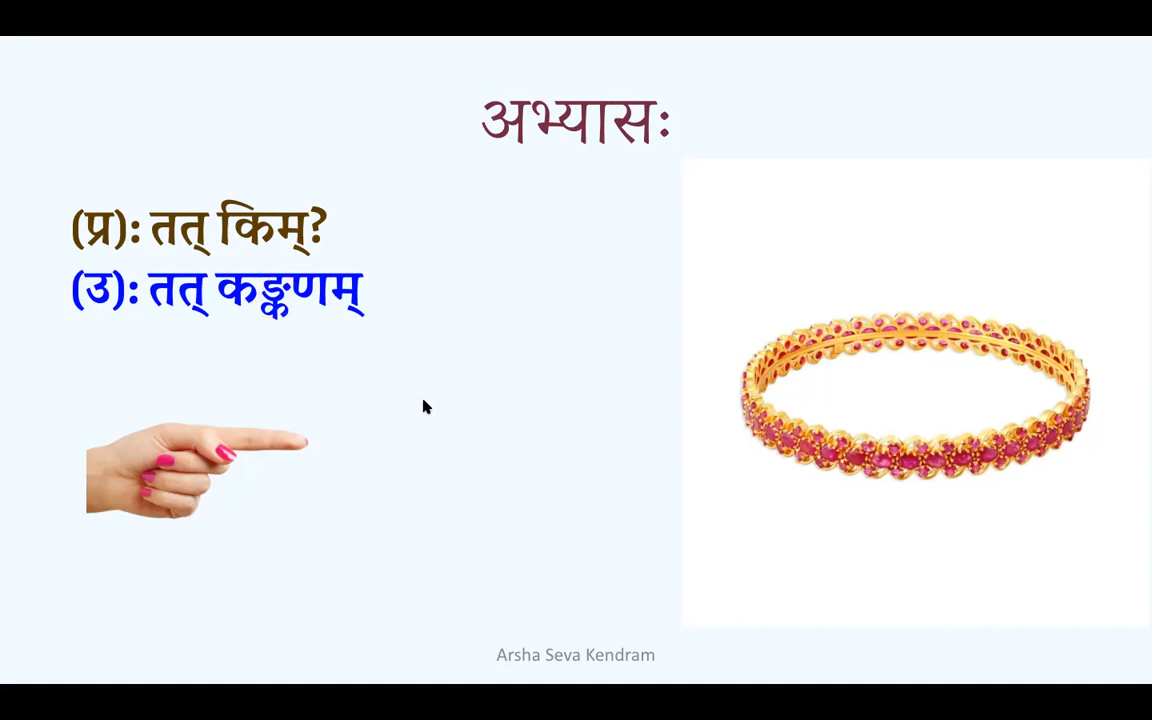 अभ्यासः
(प्र): तत् किम्?
(उ): तत् कङ्कणम्
Arsha Seva Kendram